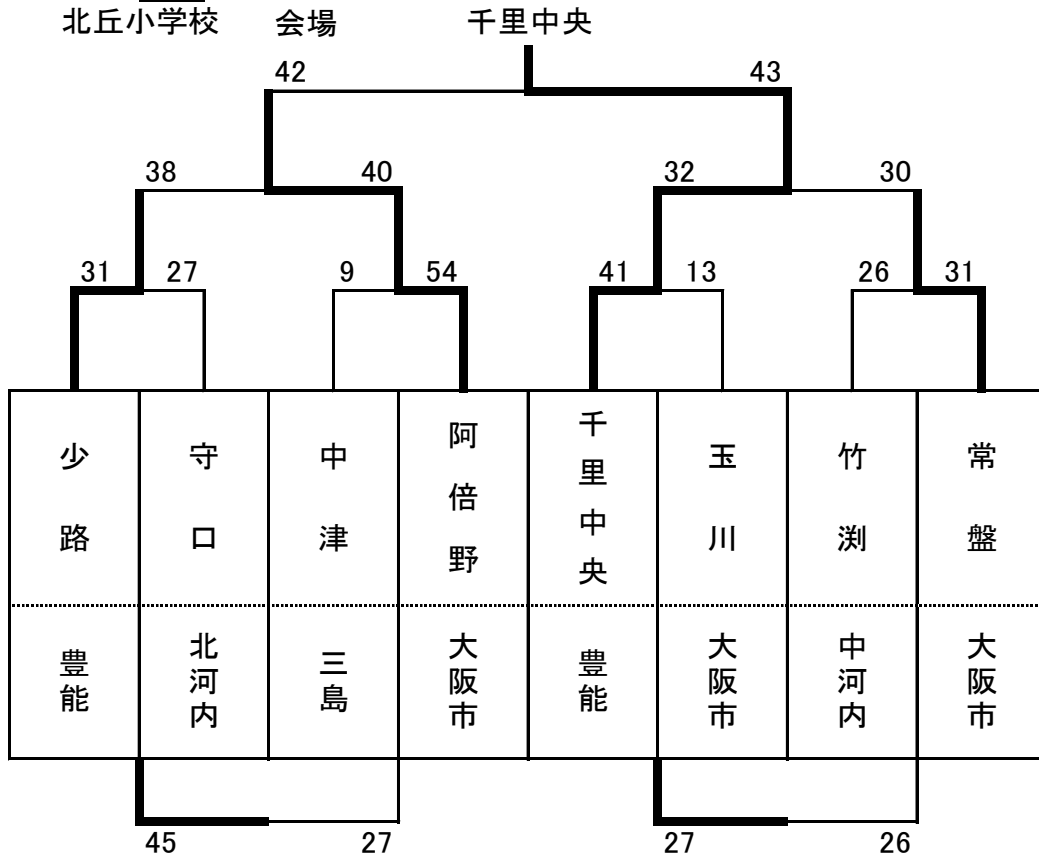 北丘小学校 会場 千里中央
42 43
38 40 32 30
31 27 9 54 41 13 26 31
少路 守口 中津 阿倍野 千里中央 玉川 竹渕 常盤
豊能 北河内 三島 大阪市 豊能 大阪市 中河内 大阪市
45 27 27 26